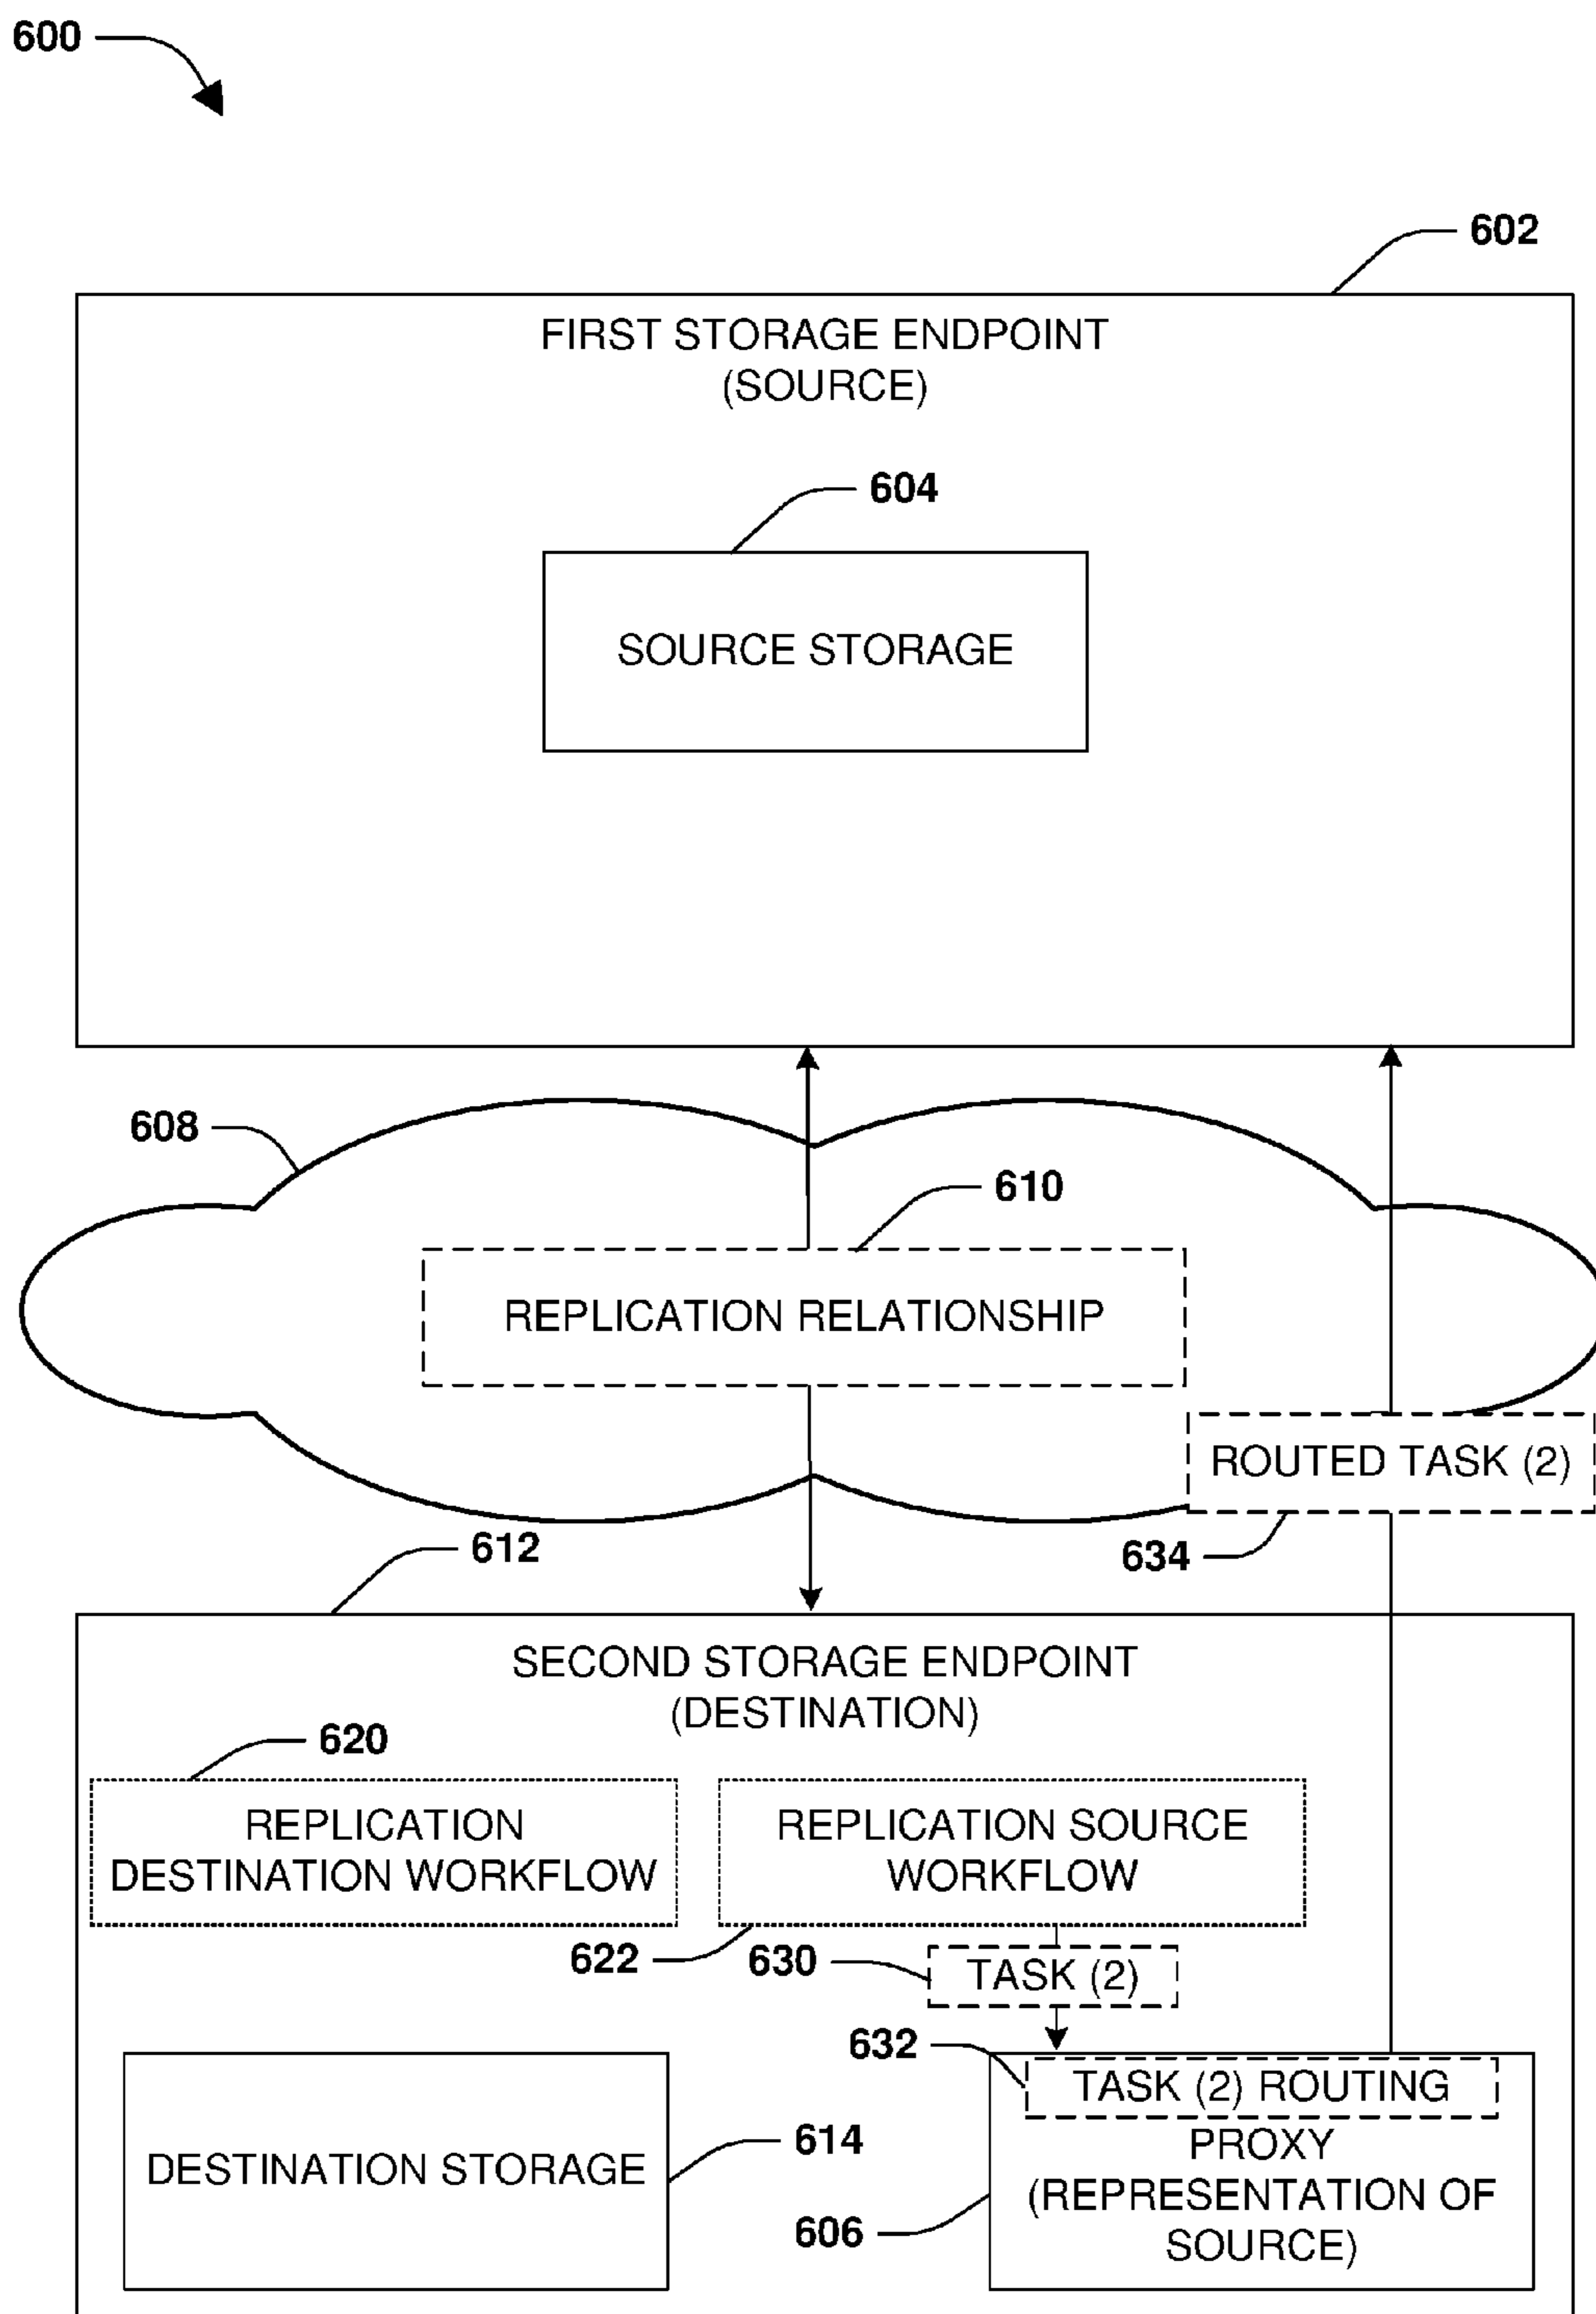 600
602
FIRST STORAGE ENDPOINT
(SOURCE)
604
SOURCE STORAGE
608
610
REPLICATION RELATIONSHIP
ROUTED TASK (2)
612
634
SECOND STORAGE ENDPOINT
(DESTINATION)
620
REPLICATION
DESTINATION WORKFLOW
REPLICATION SOURCE
WORKFLOW
622
630
TASK (2)
632
TASK (2) ROUTING
614
DESTINATION STORAGE
PROXY
(REPRESENTATION OF
SOURCE)
606